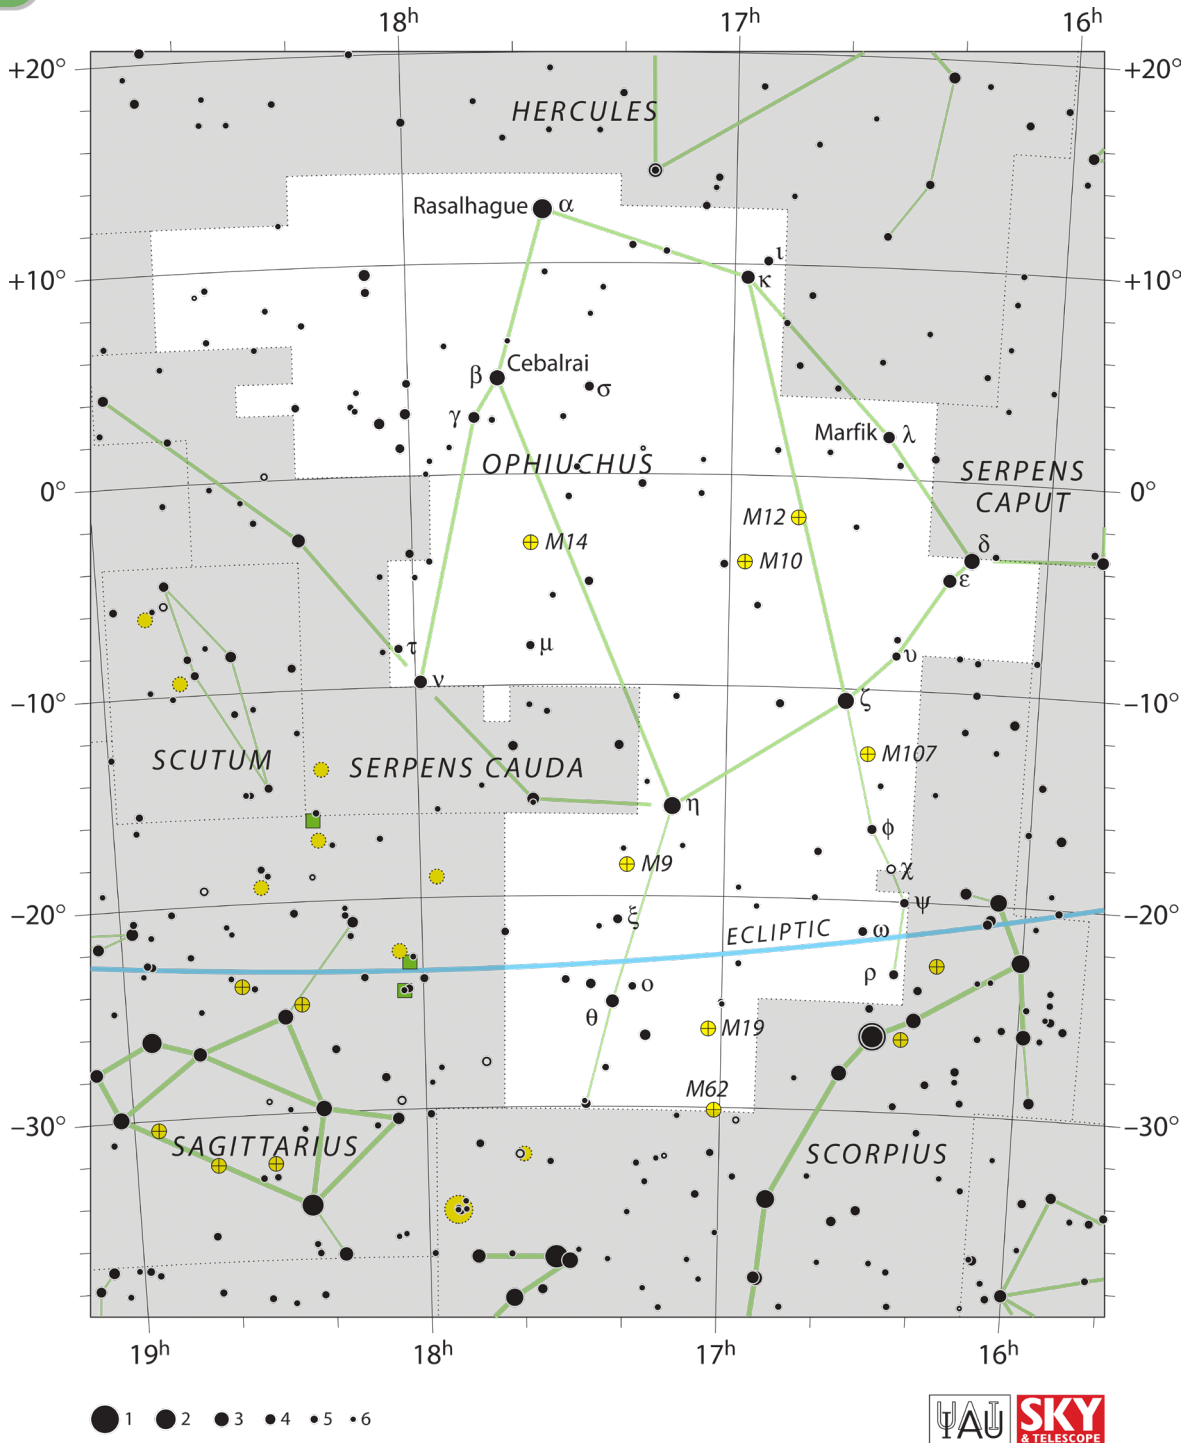 18h 17h 16h
+20° +20°
HERCULES
Rasalhague α
ι
+10° κ +10°
Cebalrai
β σ
γ
Marfik λ
OPHIUCHUS
SERPENS
CAPUT
0° 0°
M12
M14 δ
M10 ε
τ μ υ
ν
−10° ζ −10°
M107
SCUTUM SERPENS CAUDA
η
φ
M9 χ
ψ
−20° ξ −20°
ECLIPTIC ω
ρ
ο
θ M19
M62
−30° −30°
SAGITTARIUS SCORPIUS
19h 18h 17h 16h
1 2 3 4 5 6
IAU SKY
& TELESCOPE